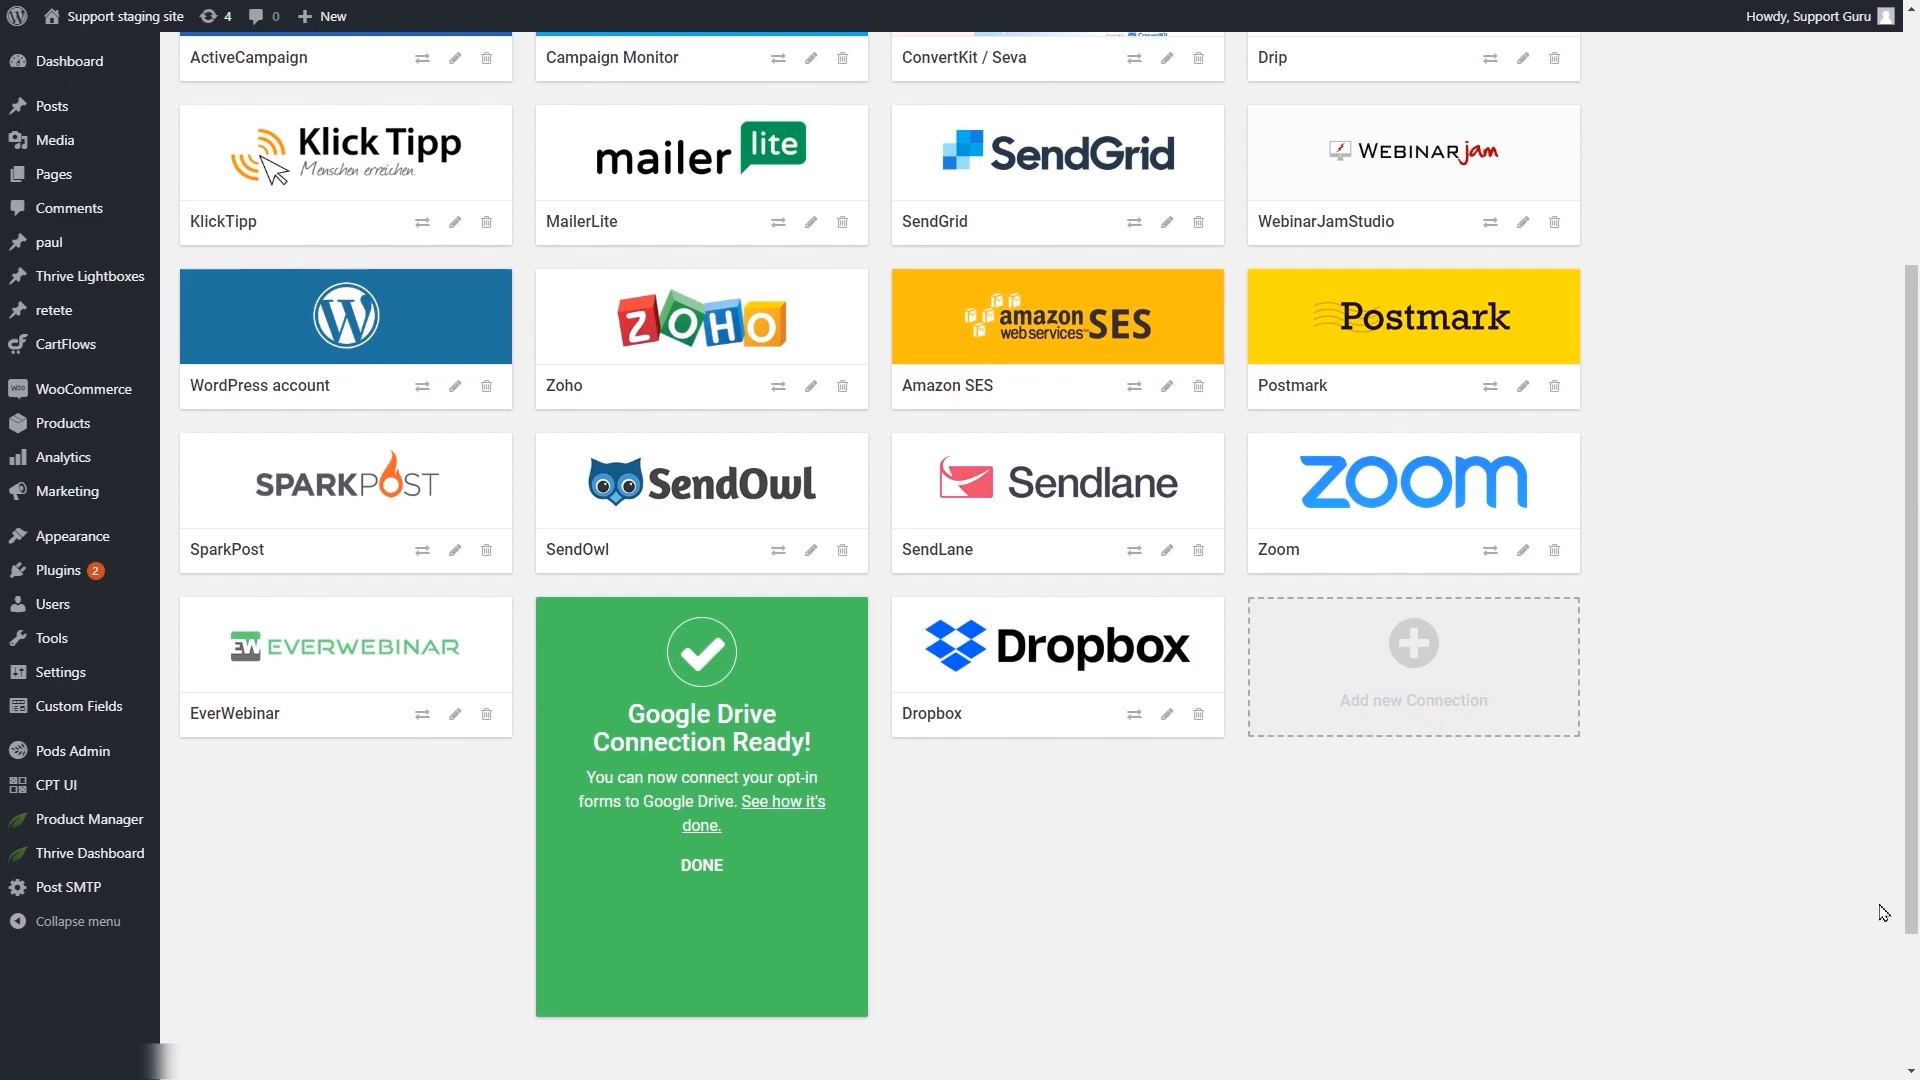 Support staging site 4 0 New Howdy, Support Guru
Dashboard
Posts
Media
Pages
Comments
paul
Thrive Lightboxes
retete
CartFlows
WooCommerce
Products
Analytics
Marketing
Appearance
Plugins 2
Users
Tools
Settings
Custom Fields
Pods Admin
CPT UI
Product Manager
Thrive Dashboard
Post SMTP
Collapse menu
ConvertKit
ActiveCampaign Campaign Monitor ConvertKit / Seva Drip
Klick Tipp
Menschen erreichen.
mailer lite
SendGrid
WEBINARjam
KlickTipp MailerLite SendGrid WebinarJamStudio
W
ZOHO
amazon
webservices™ SES
Postmark
WordPress account Zoho Amazon SES Postmark
SPARKPOST
SendOwl
Sendlane
zoom
SparkPost SendOwl SendLane Zoom
EW EVERWEBINAR
EverWebinar
Google Drive
Connection Ready!
You can now connect your opt-in
forms to Google Drive. See how it's
done.
DONE
Dropbox
Dropbox
Add new Connection